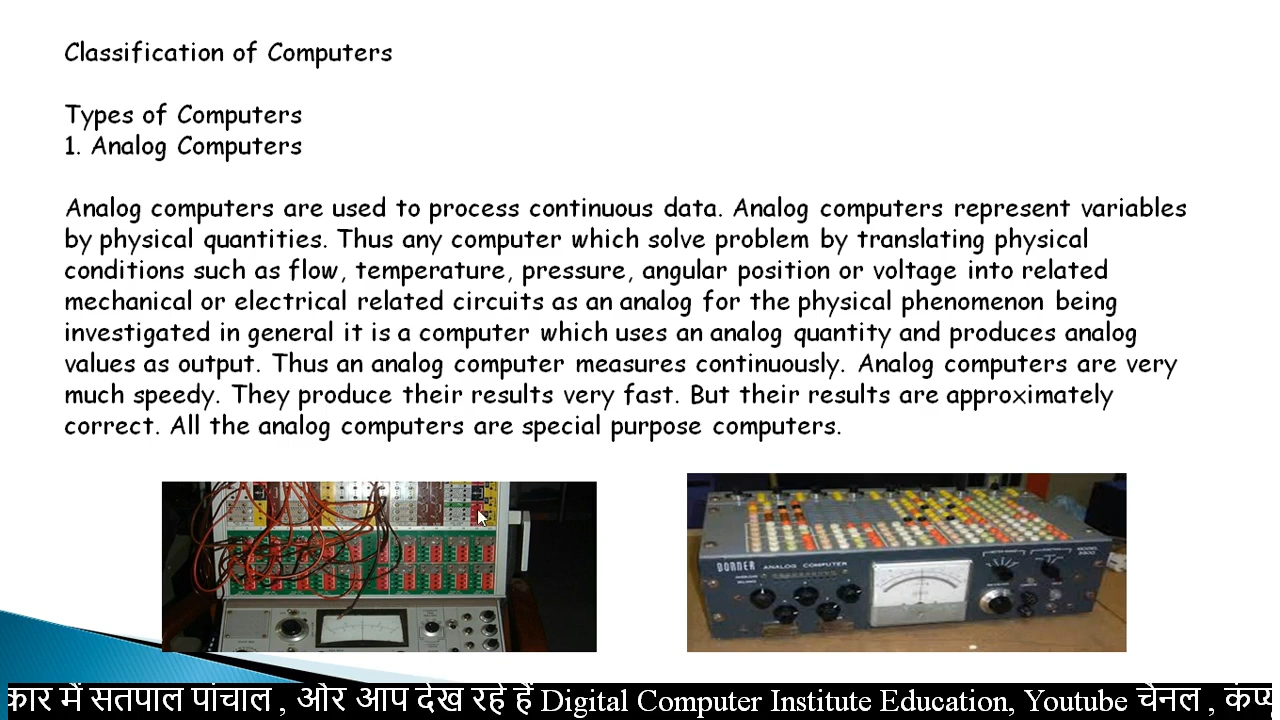 Classification of Computers
Types of Computers
1. Analog Computers
Analog computers are used to process continuous data. Analog computers represent variables
by physical quantities. Thus any computer which solve problem by translating physical
conditions such as flow, temperature, pressure, angular position or voltage into related
mechanical or electrical related circuits as an analog for the physical phenomenon being
investigated in general it is a computer which uses an analog quantity and produces analog
values as output. Thus an analog computer measures continuously. Analog computers are very
much speedy. They produce their results very fast. But their results are approximately
correct. All the analog computers are special purpose computers.
DONNER ANALOG COMPUTER
में सतपाल पांचाल , ओर आप देख रहे हैं Digital Computer Institute Education, Youtube चैनल ,